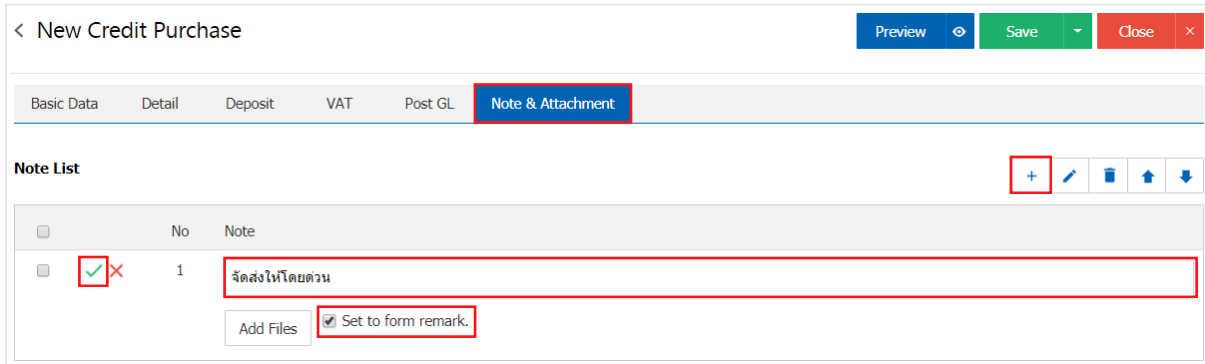 New Credit Purchase
Preview Save Close
Basic Data Detail Deposit VAT Post GL Note & Attachment
Note List
No Note
1 จัดส่งให้โดยด่วน
Add Files Set to form remark.